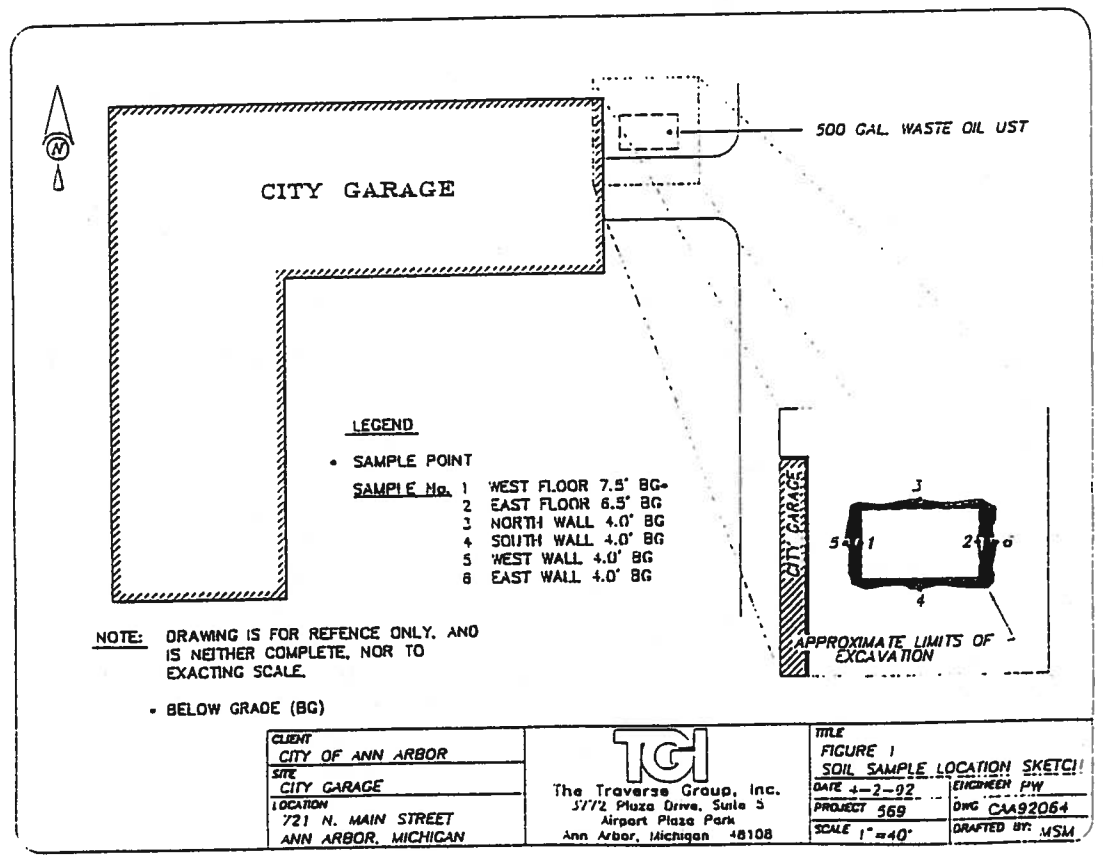 N
CITY GARAGE
500 GAL. WASTE OIL UST
LEGEND
• SAMPLE POINT
SAMPLE No. 1 WEST FLOOR 7.5' BG•
2 EAST FLOOR 6.5' BG
3 NORTH WALL 4.0' BG
4 SOUTH WALL 4.0' BG
5 WEST WALL 4.0' BG
6 EAST WALL 4.0' BG
CITY GARAGE
3
5 1 2 6
4
APPROXIMATE LIMITS OF
EXCAVATION
NOTE: DRAWING IS FOR REFENCE ONLY, AND
IS NEITHER COMPLETE, NOR TO
EXACTING SCALE.
• BELOW GRADE (BG)
CLIENT
CITY OF ANN ARBOR
SITE
CITY GARAGE
LOCATION
721 N. MAIN STREET
ANN ARBOR, MICHIGAN
TGI
The Traverse Group, Inc.
3772 Plaza Drive, Suite 5
Airport Plaza Park
Ann Arbor, Michigan 48108
TITLE
FIGURE 1
SOIL SAMPLE LOCATION SKETCH
DATE 4-2-92 ENGINEER PW
PROJECT 569 DWG CAA92064
SCALE 1"=40' DRAFTED BY: MSM